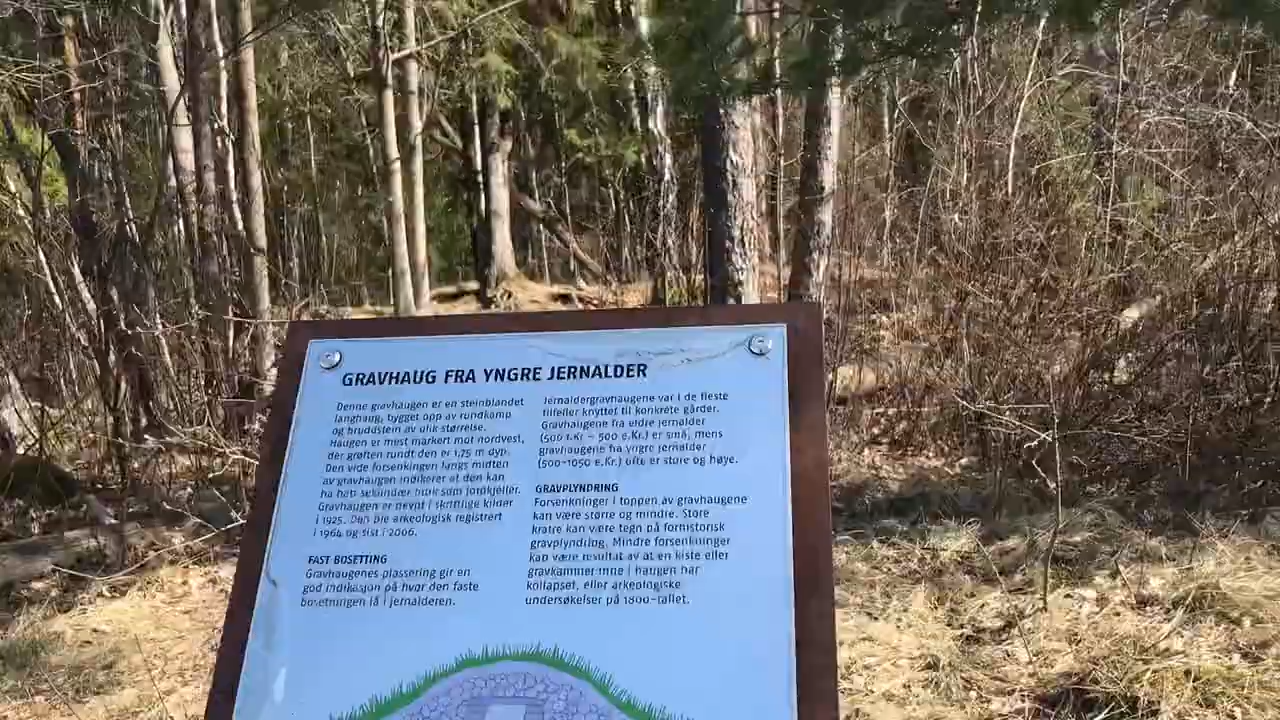 GRAVHAUG FRA YNGRE JERNALDER
Denne gravhaugen er en steinblandet
langhaug, bygget opp av rundkamp
og bruddstein av ulik størrelse.
Haugen er mest markert mot nordvest,
der grøften rundt den er 1,75 m dyp.
Den vide forsenkingen langs midten
av gravhaugen indikerer at den kan
ha hatt sekundær bruk som jordkjeller.
Gravhaugen er nevnt i skriftlige kilder
i 1925. Den ble arkeologisk registrert
i 1964 og sist i 2006.
FAST BOSETTING
Gravhaugenes plassering gir en
god indikasjon på hvor den faste
bosetningen lå i jernalderen.
Jernaldergravhaugene var i de fleste
tilfeller knyttet til konkrete gårder.
Gravhaugene fra eldre jernalder
(500 f.Kr – 500 e.Kr.) er små, mens
gravhaugene fra yngre jernalder
(500-1050 e.Kr.) ofte er store og høye.
GRAVPLYNDRING
Forsenkninger i toppen av gravhaugene
kan være større og mindre. Store
kratre kan være tegn på forhistorisk
gravplyndring. Mindre forsenkninger
kan være resultat av at en kiste eller
gravkammer inne i haugen har
kollapset, eller arkeologiske
undersøkelser på 1800-tallet.